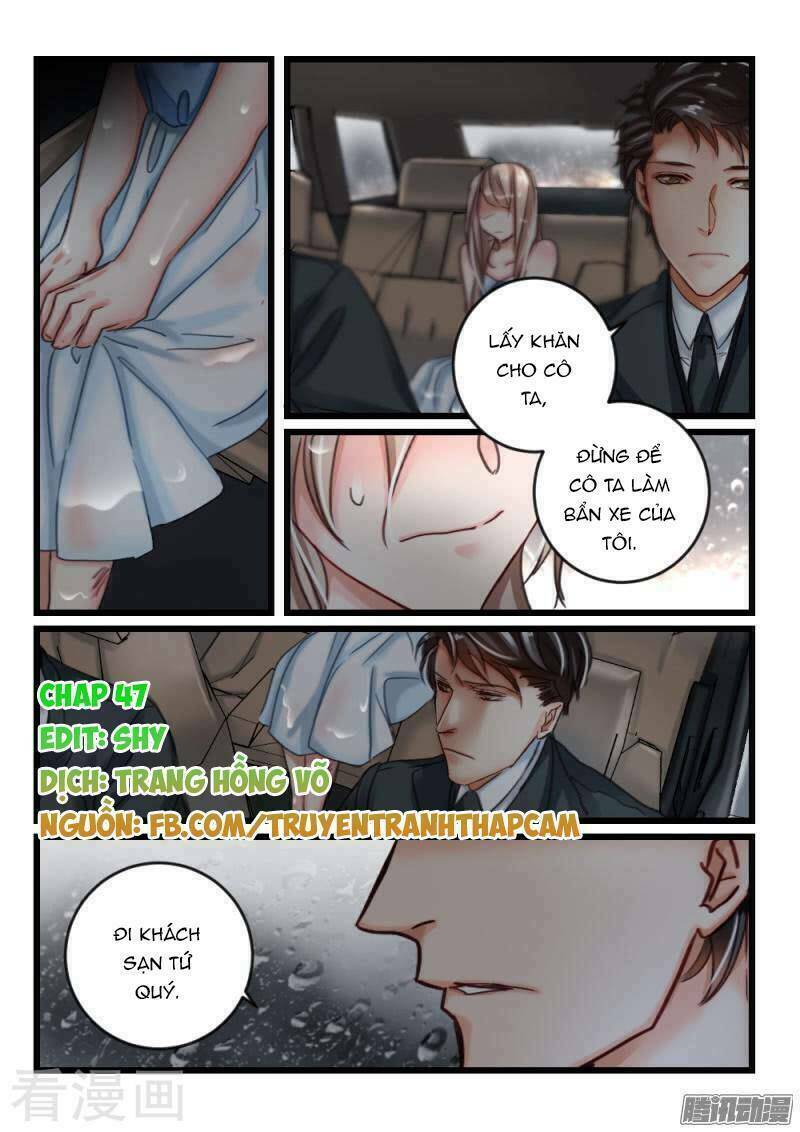 LẤY KHĂN
CHO CÔ
TA,
ĐỪNG ĐỂ
CÔ TA LÀM
BẨN XE CỦA
TÔI.
CHAP 47
EDIT: SHY
DỊCH: TRANG HỒNG VÕ
NGUỒN: FB.COM/TRUYENTRANHTHAPCAM
ĐI KHÁCH
SẠN TỨ
QUÝ.
看漫画
腾讯动漫